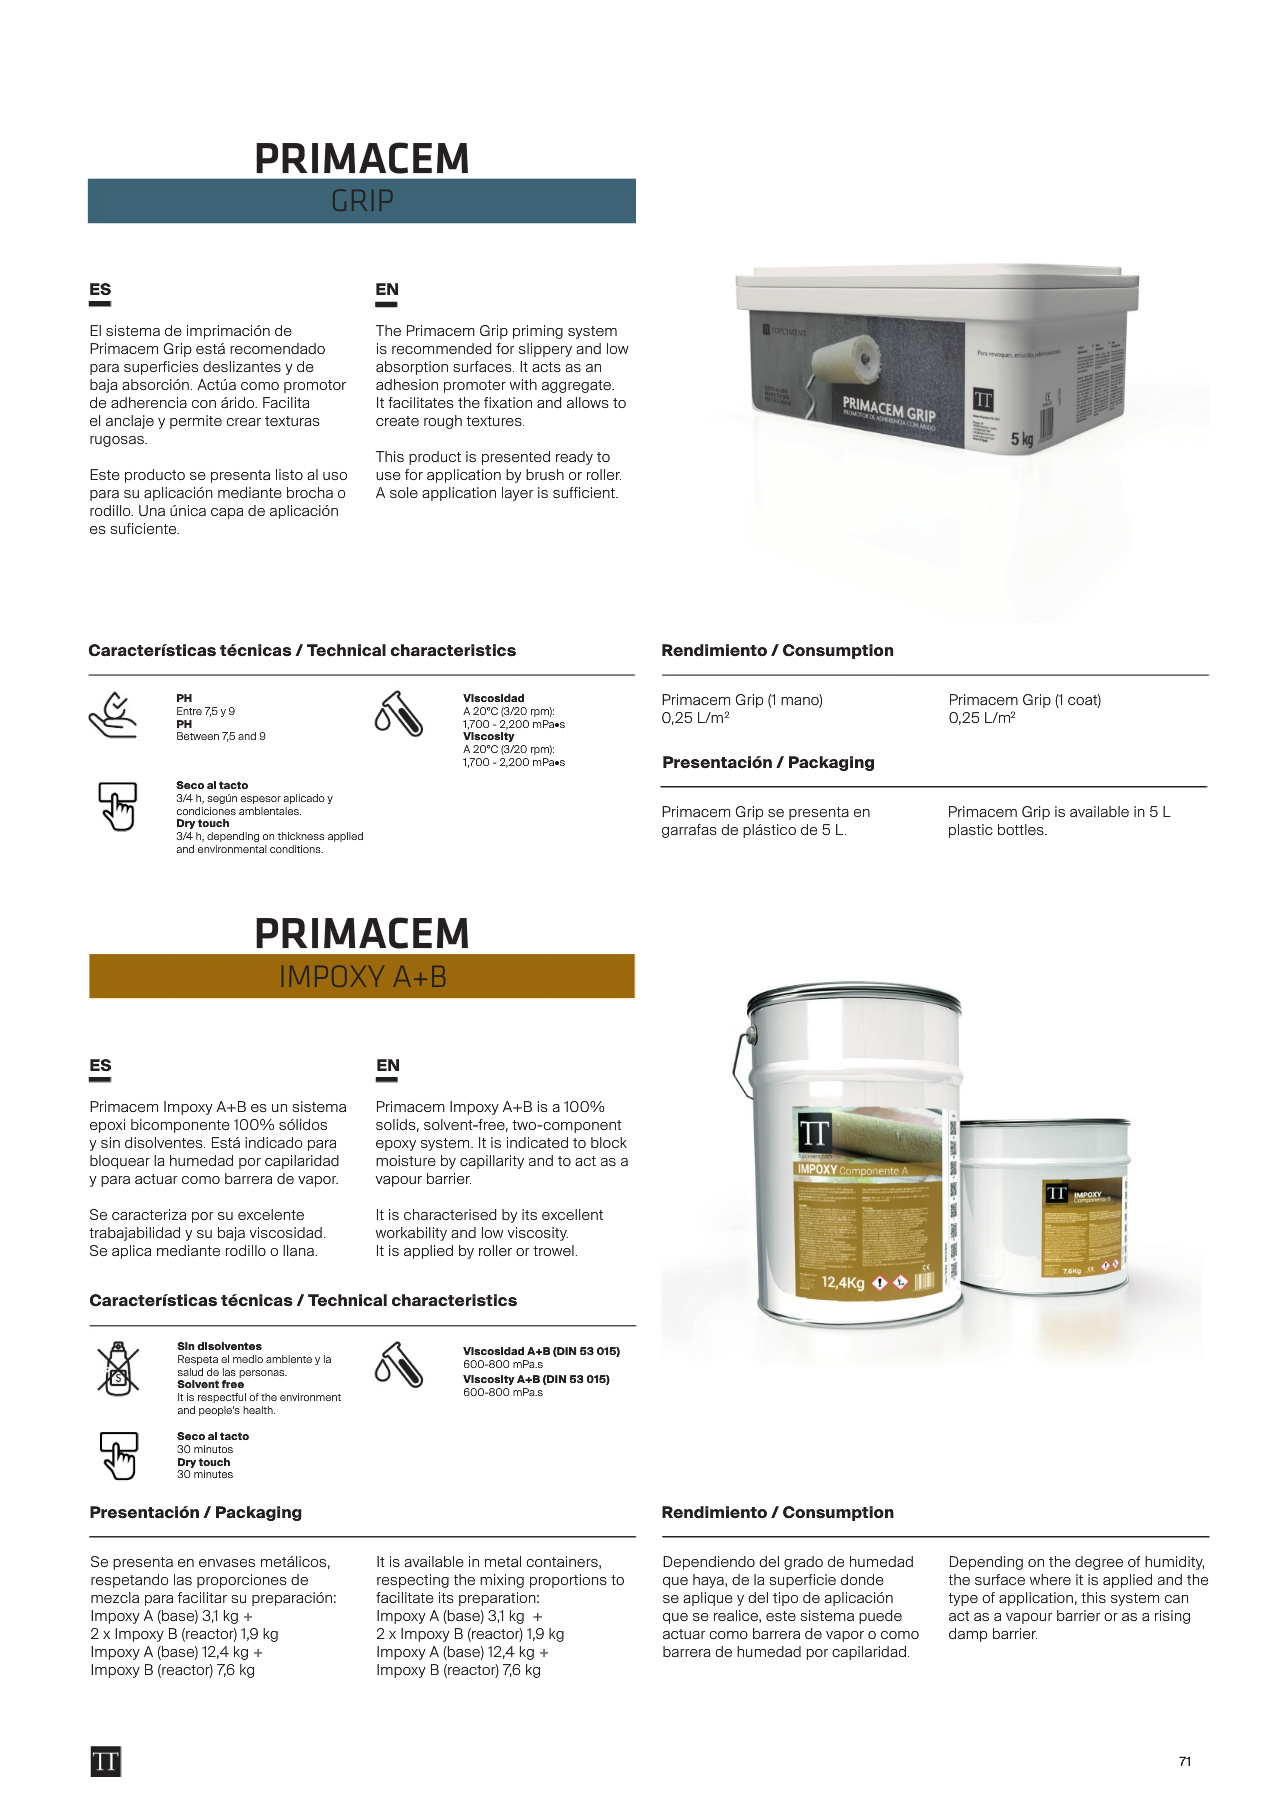 PRIMACEM
GRIP
ES
El sistema de imprimación de
Primacem Grip está recomendado
para superficies deslizantes y de
baja absorción. Actúa como promotor
de adherencia con árido. Facilita
el anclaje y permite crear texturas
rugosas.
Este producto se presenta listo al uso
para su aplicación mediante brocha o
rodillo. Una única capa de aplicación
es suficiente.
EN
The Primacem Grip priming system
is recommended for slippery and low
absorption surfaces. It acts as an
adhesion promoter with aggregate.
It facilitates the fixation and allows to
create rough textures.
This product is presented ready to
use for application by brush or roller.
A sole application layer is sufficient.
TT TOPCIMENT
PRIMACEM GRIP
PROMOTOR DE ADHERENCIA CON ÁRIDO
TT
CE
5 kg
Características técnicas / Technical characteristics
PH
Entre 7,5 y 9
PH
Between 7,5 and 9
Viscosidad
A 20°C (3/20 rpm):
1,700 - 2,200 mPa•s
Viscosity
A 20°C (3/20 rpm):
1,700 - 2,200 mPa•s
Seco al tacto
3/4 h, según espesor aplicado y
condiciones ambientales.
Dry touch
3/4 h, depending on thickness applied
and environmental conditions.
Rendimiento / Consumption
Primacem Grip (1 mano)
0,25 L/m²
Primacem Grip (1 coat)
0,25 L/m²
Presentación / Packaging
Primacem Grip se presenta en
garrafas de plástico de 5 L.
Primacem Grip is available in 5 L
plastic bottles.
PRIMACEM
IMPOXY A+B
ES
Primacem Impoxy A+B es un sistema
epoxi bicomponente 100% sólidos
y sin disolventes. Está indicado para
bloquear la humedad por capilaridad
y para actuar como barrera de vapor.
Se caracteriza por su excelente
trabajabilidad y su baja viscosidad.
Se aplica mediante rodillo o llana.
EN
Primacem Impoxy A+B is a 100%
solids, solvent-free, two-component
epoxy system. It is indicated to block
moisture by capillarity and to act as a
vapour barrier.
It is characterised by its excellent
workability and low viscosity.
It is applied by roller or trowel.
TT
IMPOXY Componente A
12,4Kg
CE
TT
IMPOXY
Componente B
7,6Kg
CE
Características técnicas / Technical characteristics
S
Sin disolventes
Respeta el medio ambiente y la
salud de las personas.
Solvent free
It is respectful of the environment
and people's health.
Viscosidad A+B (DIN 53 015)
600-800 mPa.s
Viscosity A+B (DIN 53 015)
600-800 mPa.s
Seco al tacto
30 minutos
Dry touch
30 minutes
Presentación / Packaging
Se presenta en envases metálicos,
respetando las proporciones de
mezcla para facilitar su preparación:
Impoxy A (base) 3,1 kg +
2 x Impoxy B (reactor) 1,9 kg
Impoxy A (base) 12,4 kg +
Impoxy B (reactor) 7,6 kg
It is available in metal containers,
respecting the mixing proportions to
facilitate its preparation:
Impoxy A (base) 3,1 kg +
2 x Impoxy B (reactor) 1,9 kg
Impoxy A (base) 12,4 kg +
Impoxy B (reactor) 7,6 kg
Rendimiento / Consumption
Dependiendo del grado de humedad
que haya, de la superficie donde
se aplique y del tipo de aplicación
que se realice, este sistema puede
actuar como barrera de vapor o como
barrera de humedad por capilaridad.
Depending on the degree of humidity,
the surface where it is applied and the
type of application, this system can
act as a vapour barrier or as a rising
damp barrier.
TT
71